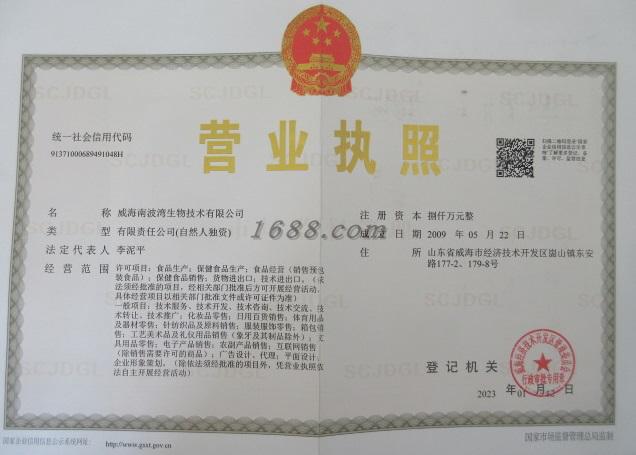 统一社会信用代码
91371000689491048H
营业执照
扫描二维码登录"国家
企业信用信息公示系
统"了解更多登记、备
案、许可、监管信息
名 称 威海南波湾生物技术有限公司
类 型 有限责任公司(自然人独资)
法定代表人 李泥平
经营范围 许可项目：食品生产；保健食品生产；食品经营（销售预包
装食品）；保健食品销售；货物进出口；技术进出口。（依
法须经批准的项目，经相关部门批准后方可开展经营活动，
具体经营项目以相关部门批准文件或许可证件为准）
一般项目：技术服务、技术开发、技术咨询、技术交流、技
术转让、技术推广；化妆品零售；日用百货销售；体育用品
及器材零售；针纺织品及原料销售；服装服饰零售；箱包销
售；工艺美术品及礼仪用品销售（象牙及其制品除外）；文
具用品零售；电子产品销售；农副产品销售；互联网销售
（除销售需要许可的商品）；广告设计、代理；平面设计；
企业形象策划。（除依法须经批准的项目外，凭营业执照依
法自主开展经营活动）
注册资本 捌仟万元整
成立日期 2009 年 05 月 22 日
住 所 山东省威海市经济技术开发区崮山镇东安
路177-2、179-8号
1688.com
登记机关
行政审批专用章
2023 年 01 月 12 日
国家企业信用信息公示系统网址：
http://www.gsxt.gov.cn
国家市场监督管理总局监制
SCJDGL